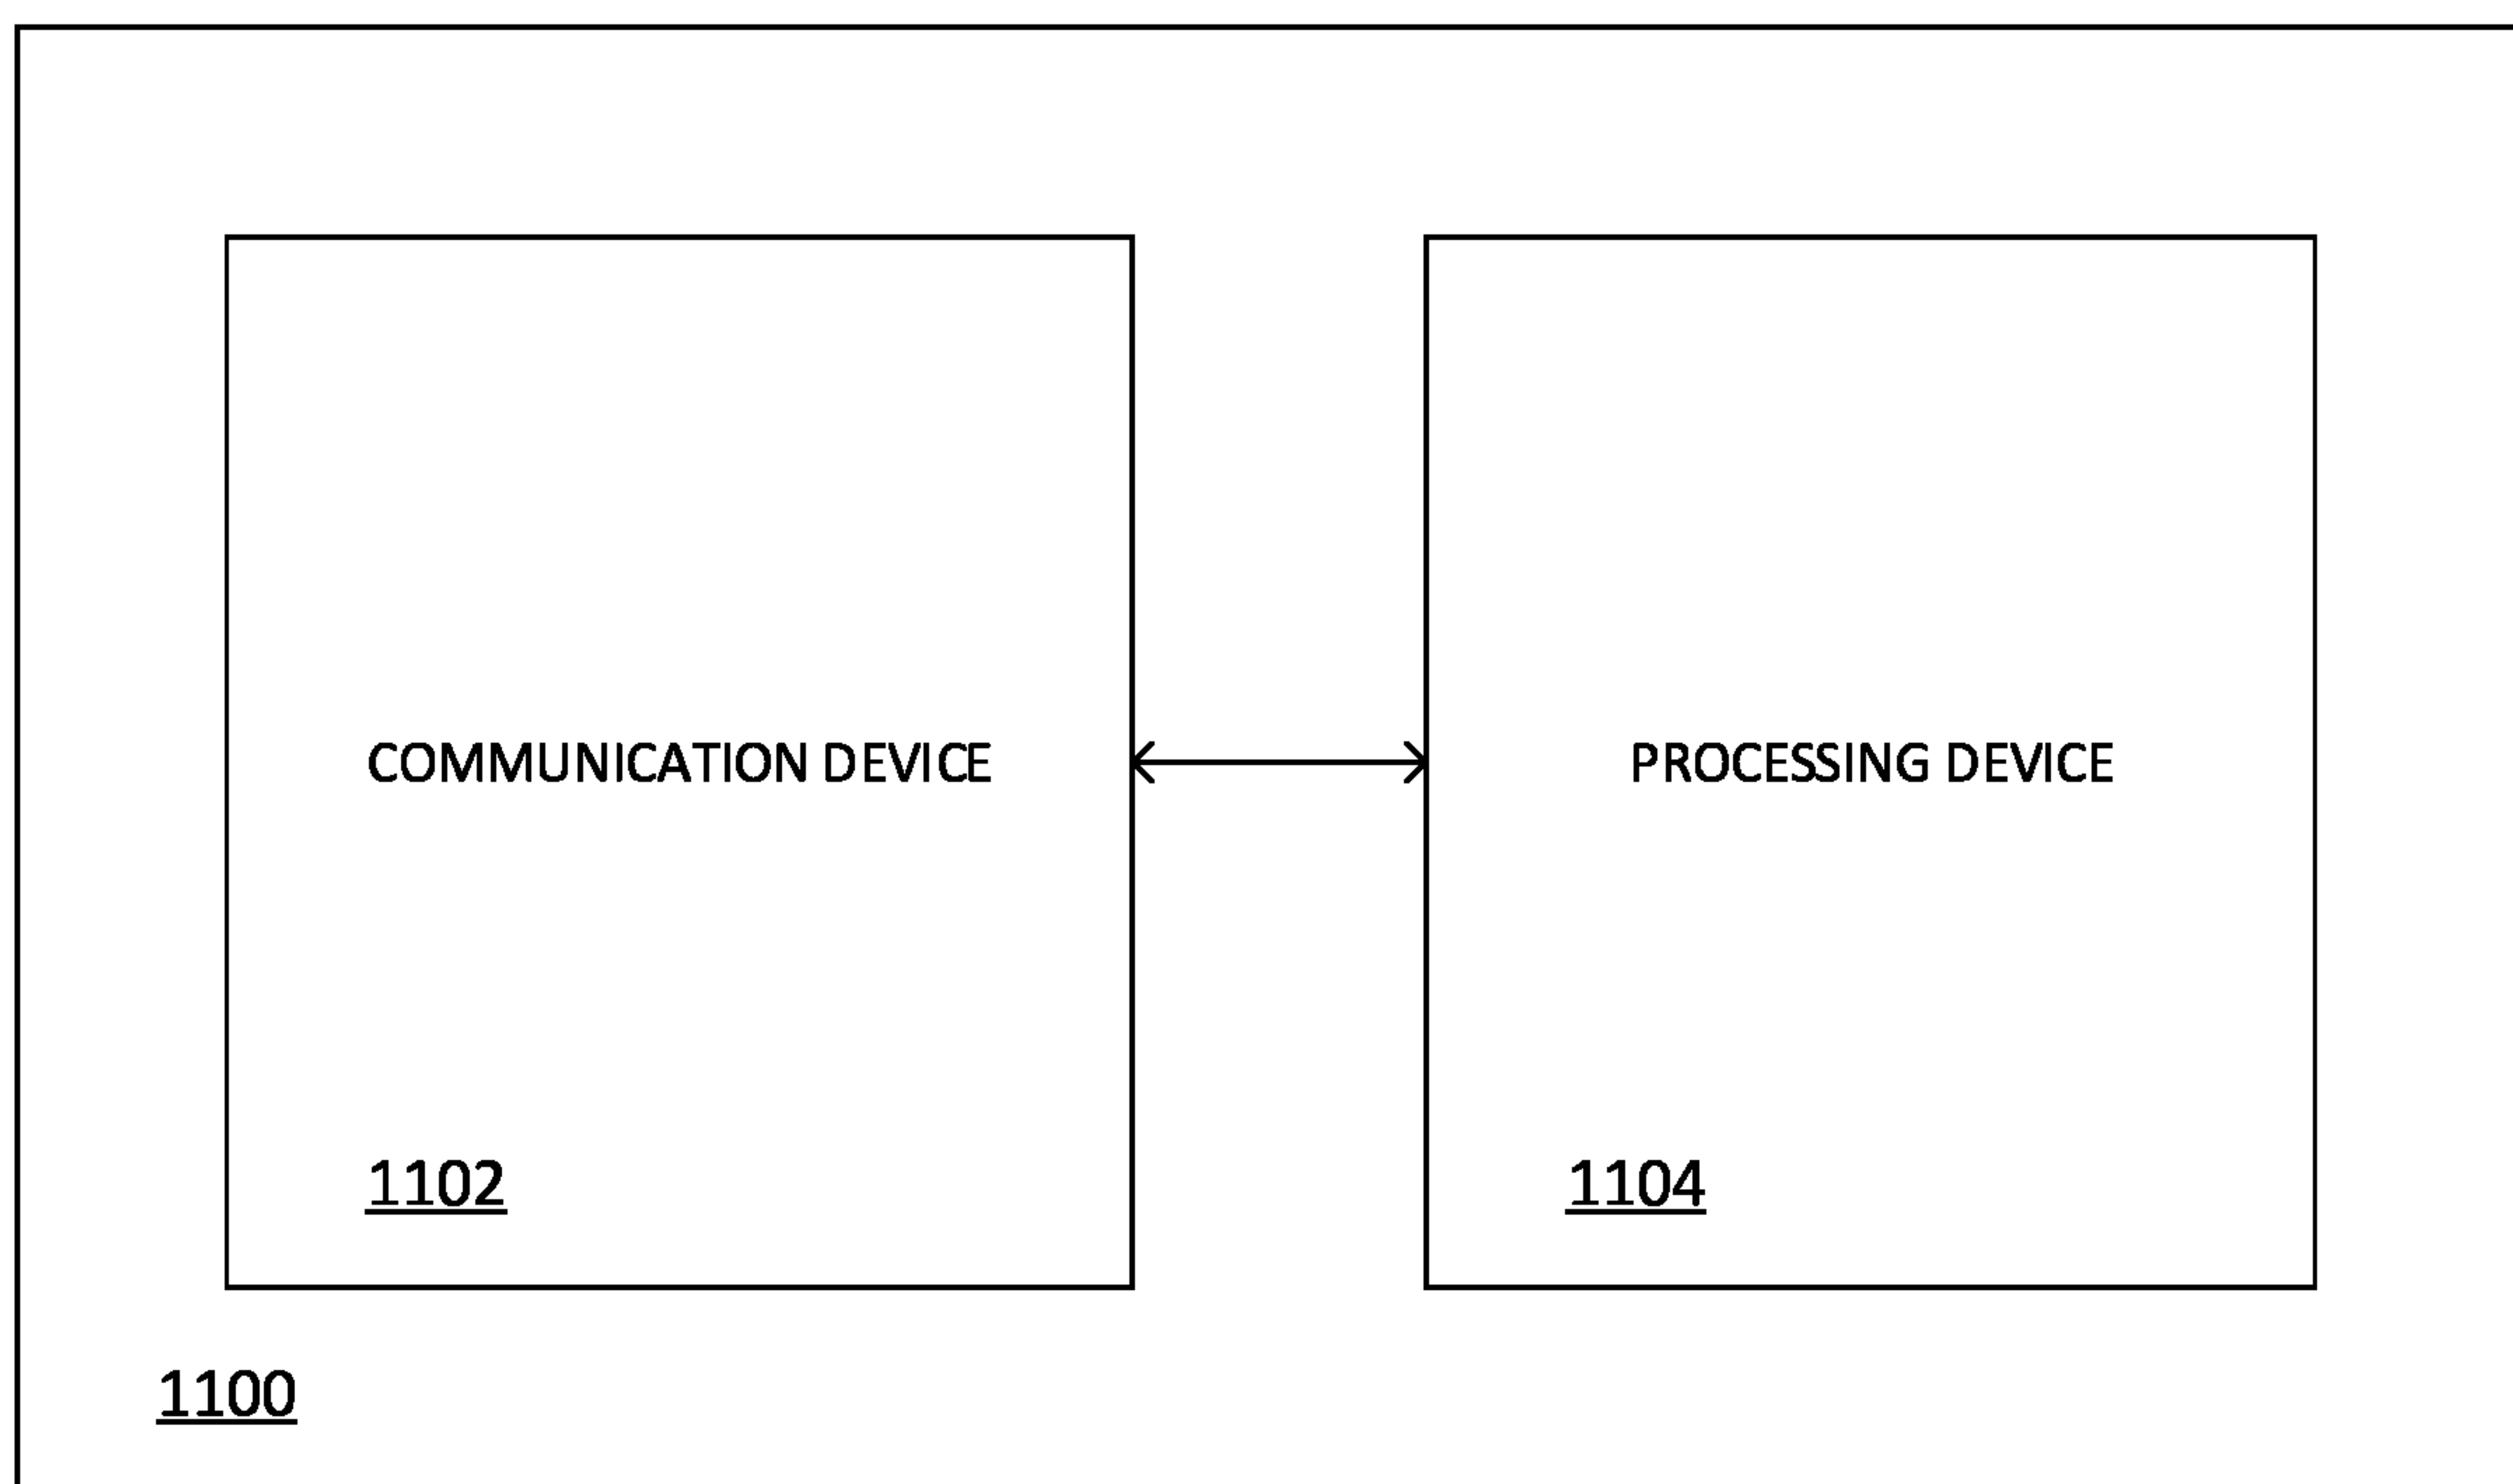 COMMUNICATION DEVICE
PROCESSING DEVICE
1102
1104
1100